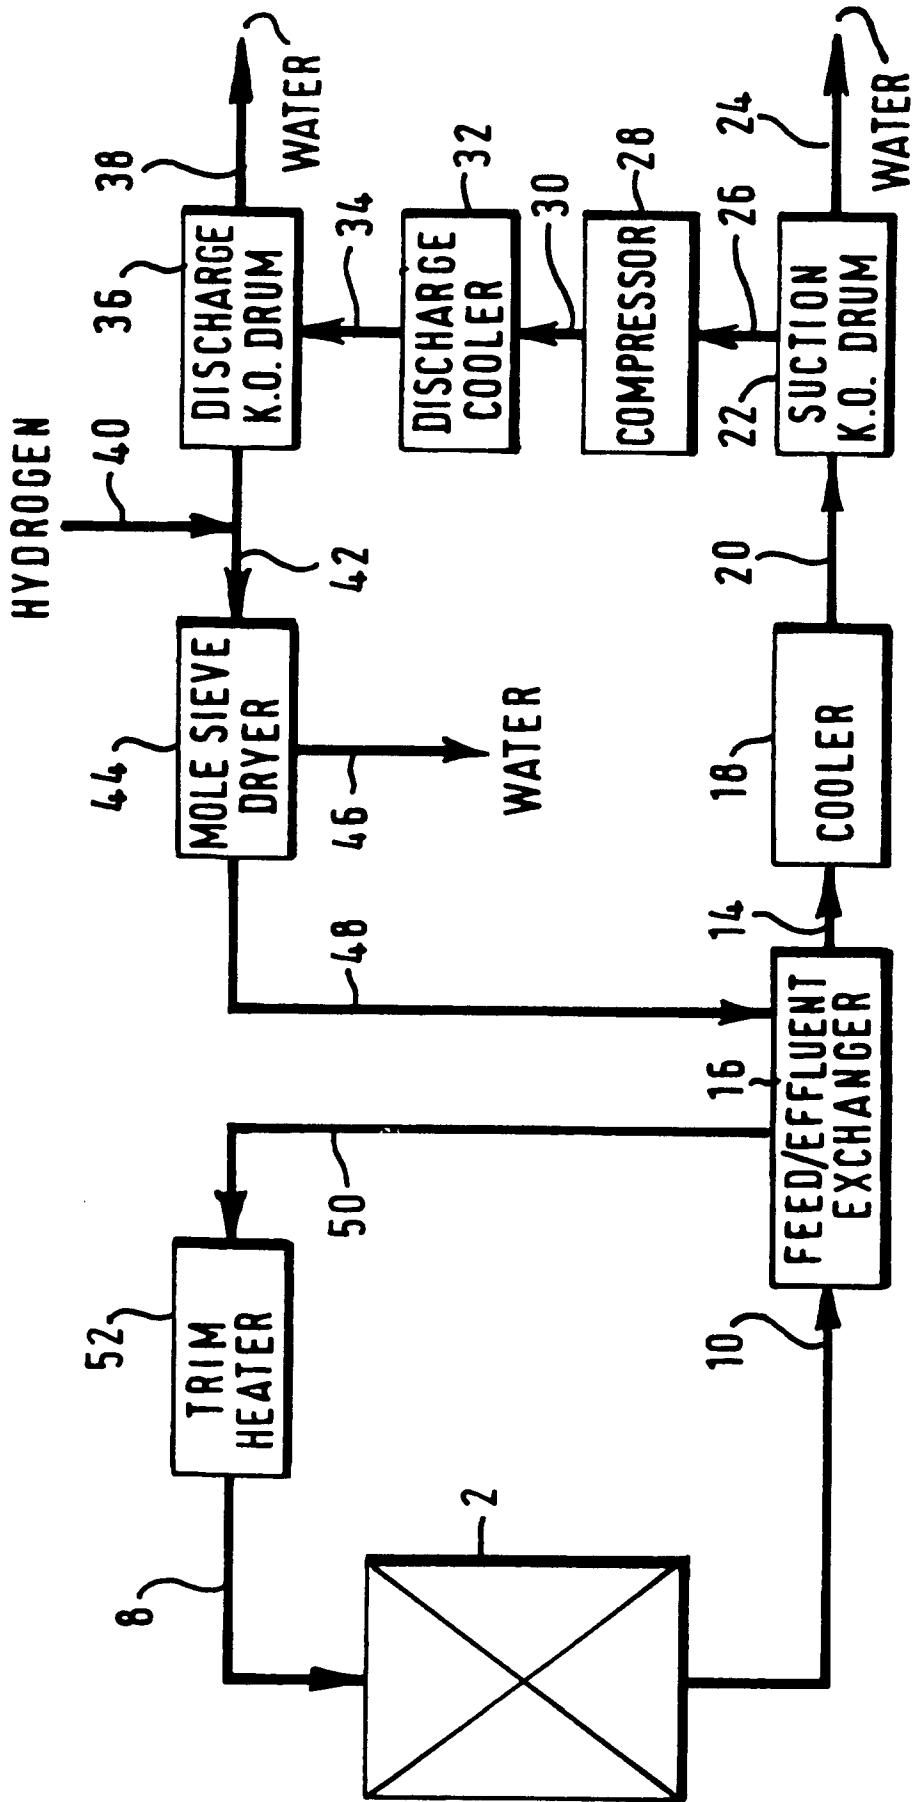 HYDROGEN
40
36
DISCHARGE
K.O. DRUM
38
WATER
42
34
44
MOLE SIEVE
DRYER
46
WATER
32
DISCHARGE
COOLER
30
28
COMPRESSOR
26
48
50
52
TRIM
HEATER
8
2
10
16
FEED/EFFLUENT
EXCHANGER
14
18
COOLER
20
22
SUCTION
K.O. DRUM
24
WATER